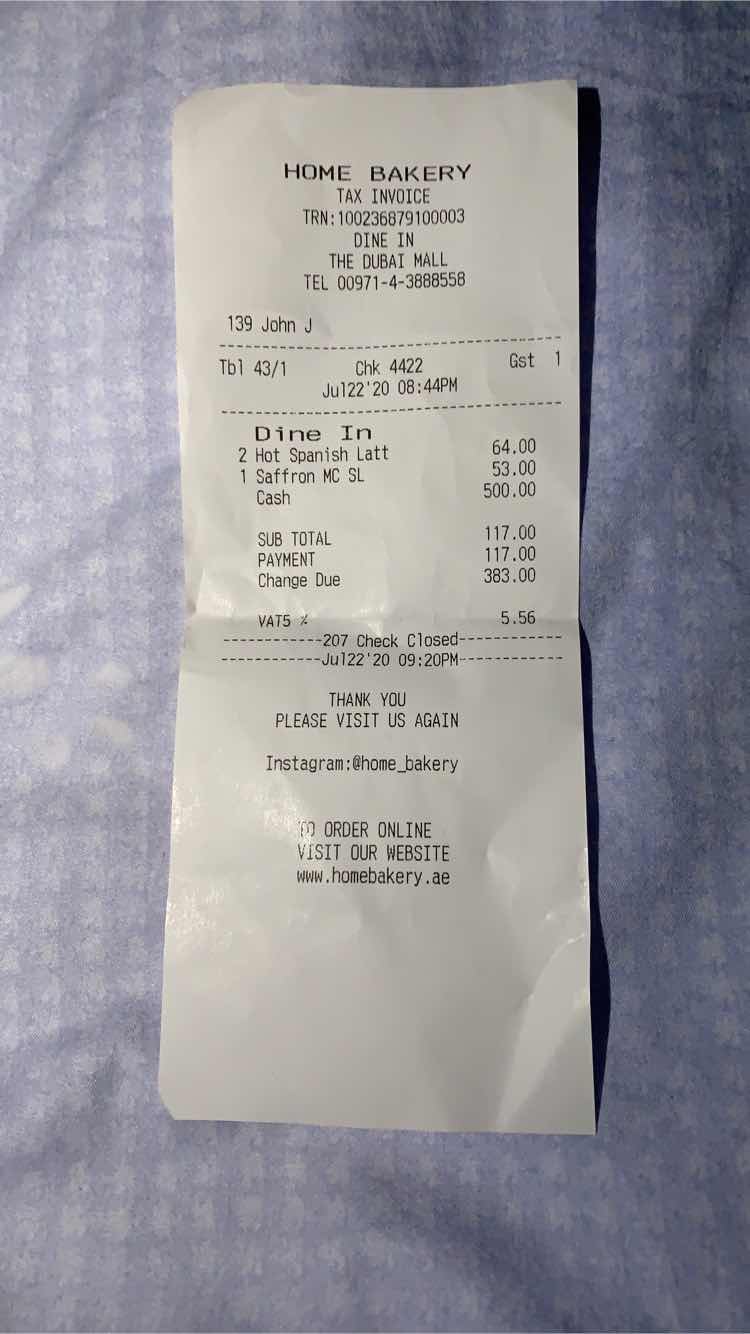 HOME BAKERY
TAX INVOICE
TRN:100236879100003
DINE IN
THE DUBAI MALL
TEL 00971-4-3888558
139 John J
Tbl 43/1 Chk 4422 Gst 1
Jul22'20 08:44PM
Dine In
2 Hot Spanish Latt 64.00
1 Saffron MC SL 53.00
Cash 500.00
SUB TOTAL 117.00
PAYMENT 117.00
Change Due 383.00
VAT5 % 5.56
------------207 Check Closed------------
------------Jul22'20 09:20PM------------
THANK YOU
PLEASE VISIT US AGAIN
Instagram:@home_bakery
TO ORDER ONLINE
VISIT OUR WEBSITE
www.homebakery.ae